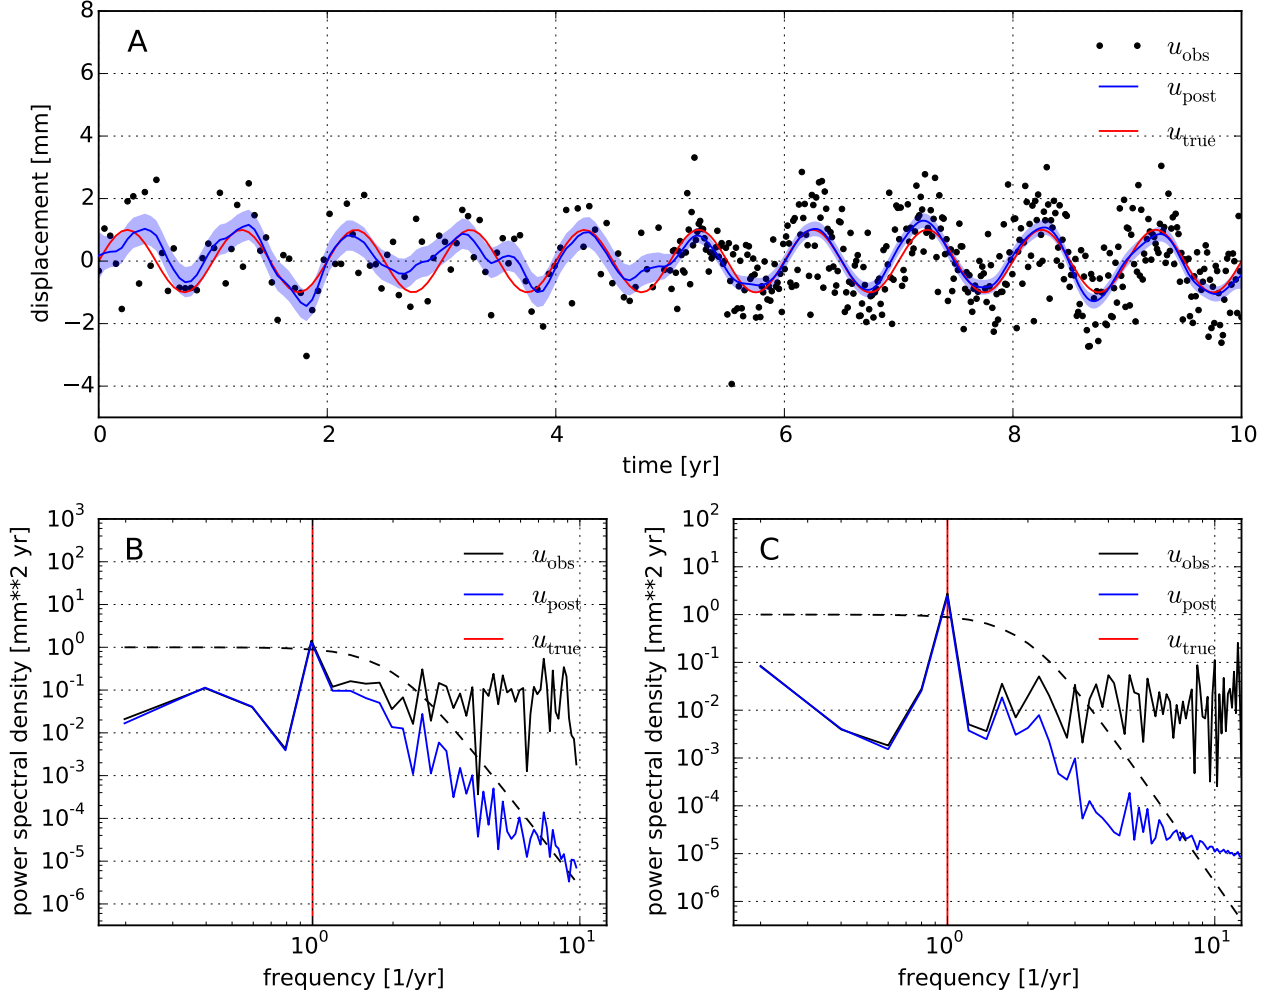 A
u_obs
u_post
u_true
displacement [mm]
8
6
4
2
0
−2
−4
0 2 4 6 8 10
time [yr]
B
u_obs
u_post
u_true
power spectral density [mm**2 yr]
10^3
10^2
10^1
10^0
10^-1
10^-2
10^-3
10^-4
10^-5
10^-6
10^0 10^1
frequency [1/yr]
C
u_obs
u_post
u_true
power spectral density [mm**2 yr]
10^2
10^1
10^0
10^-1
10^-2
10^-3
10^-4
10^-5
10^-6
10^0 10^1
frequency [1/yr]